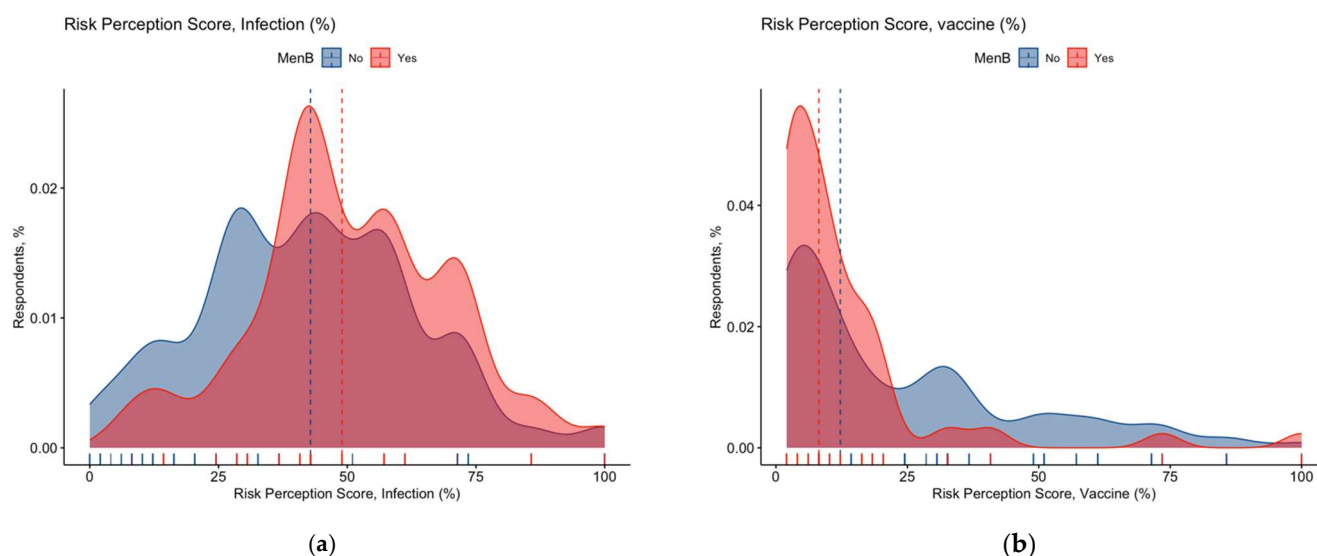 Risk Perception Score, Infection (%)
MenB No Yes
0.02
0.01
0.00
Respondents, %
0 25 50 75 100
Risk Perception Score, Infection (%)
(a)
Risk Perception Score, vaccine (%)
MenB No Yes
0.04
0.02
0.00
Respondents, %
0 25 50 75 100
Risk Perception Score, Vaccine (%)
(b)